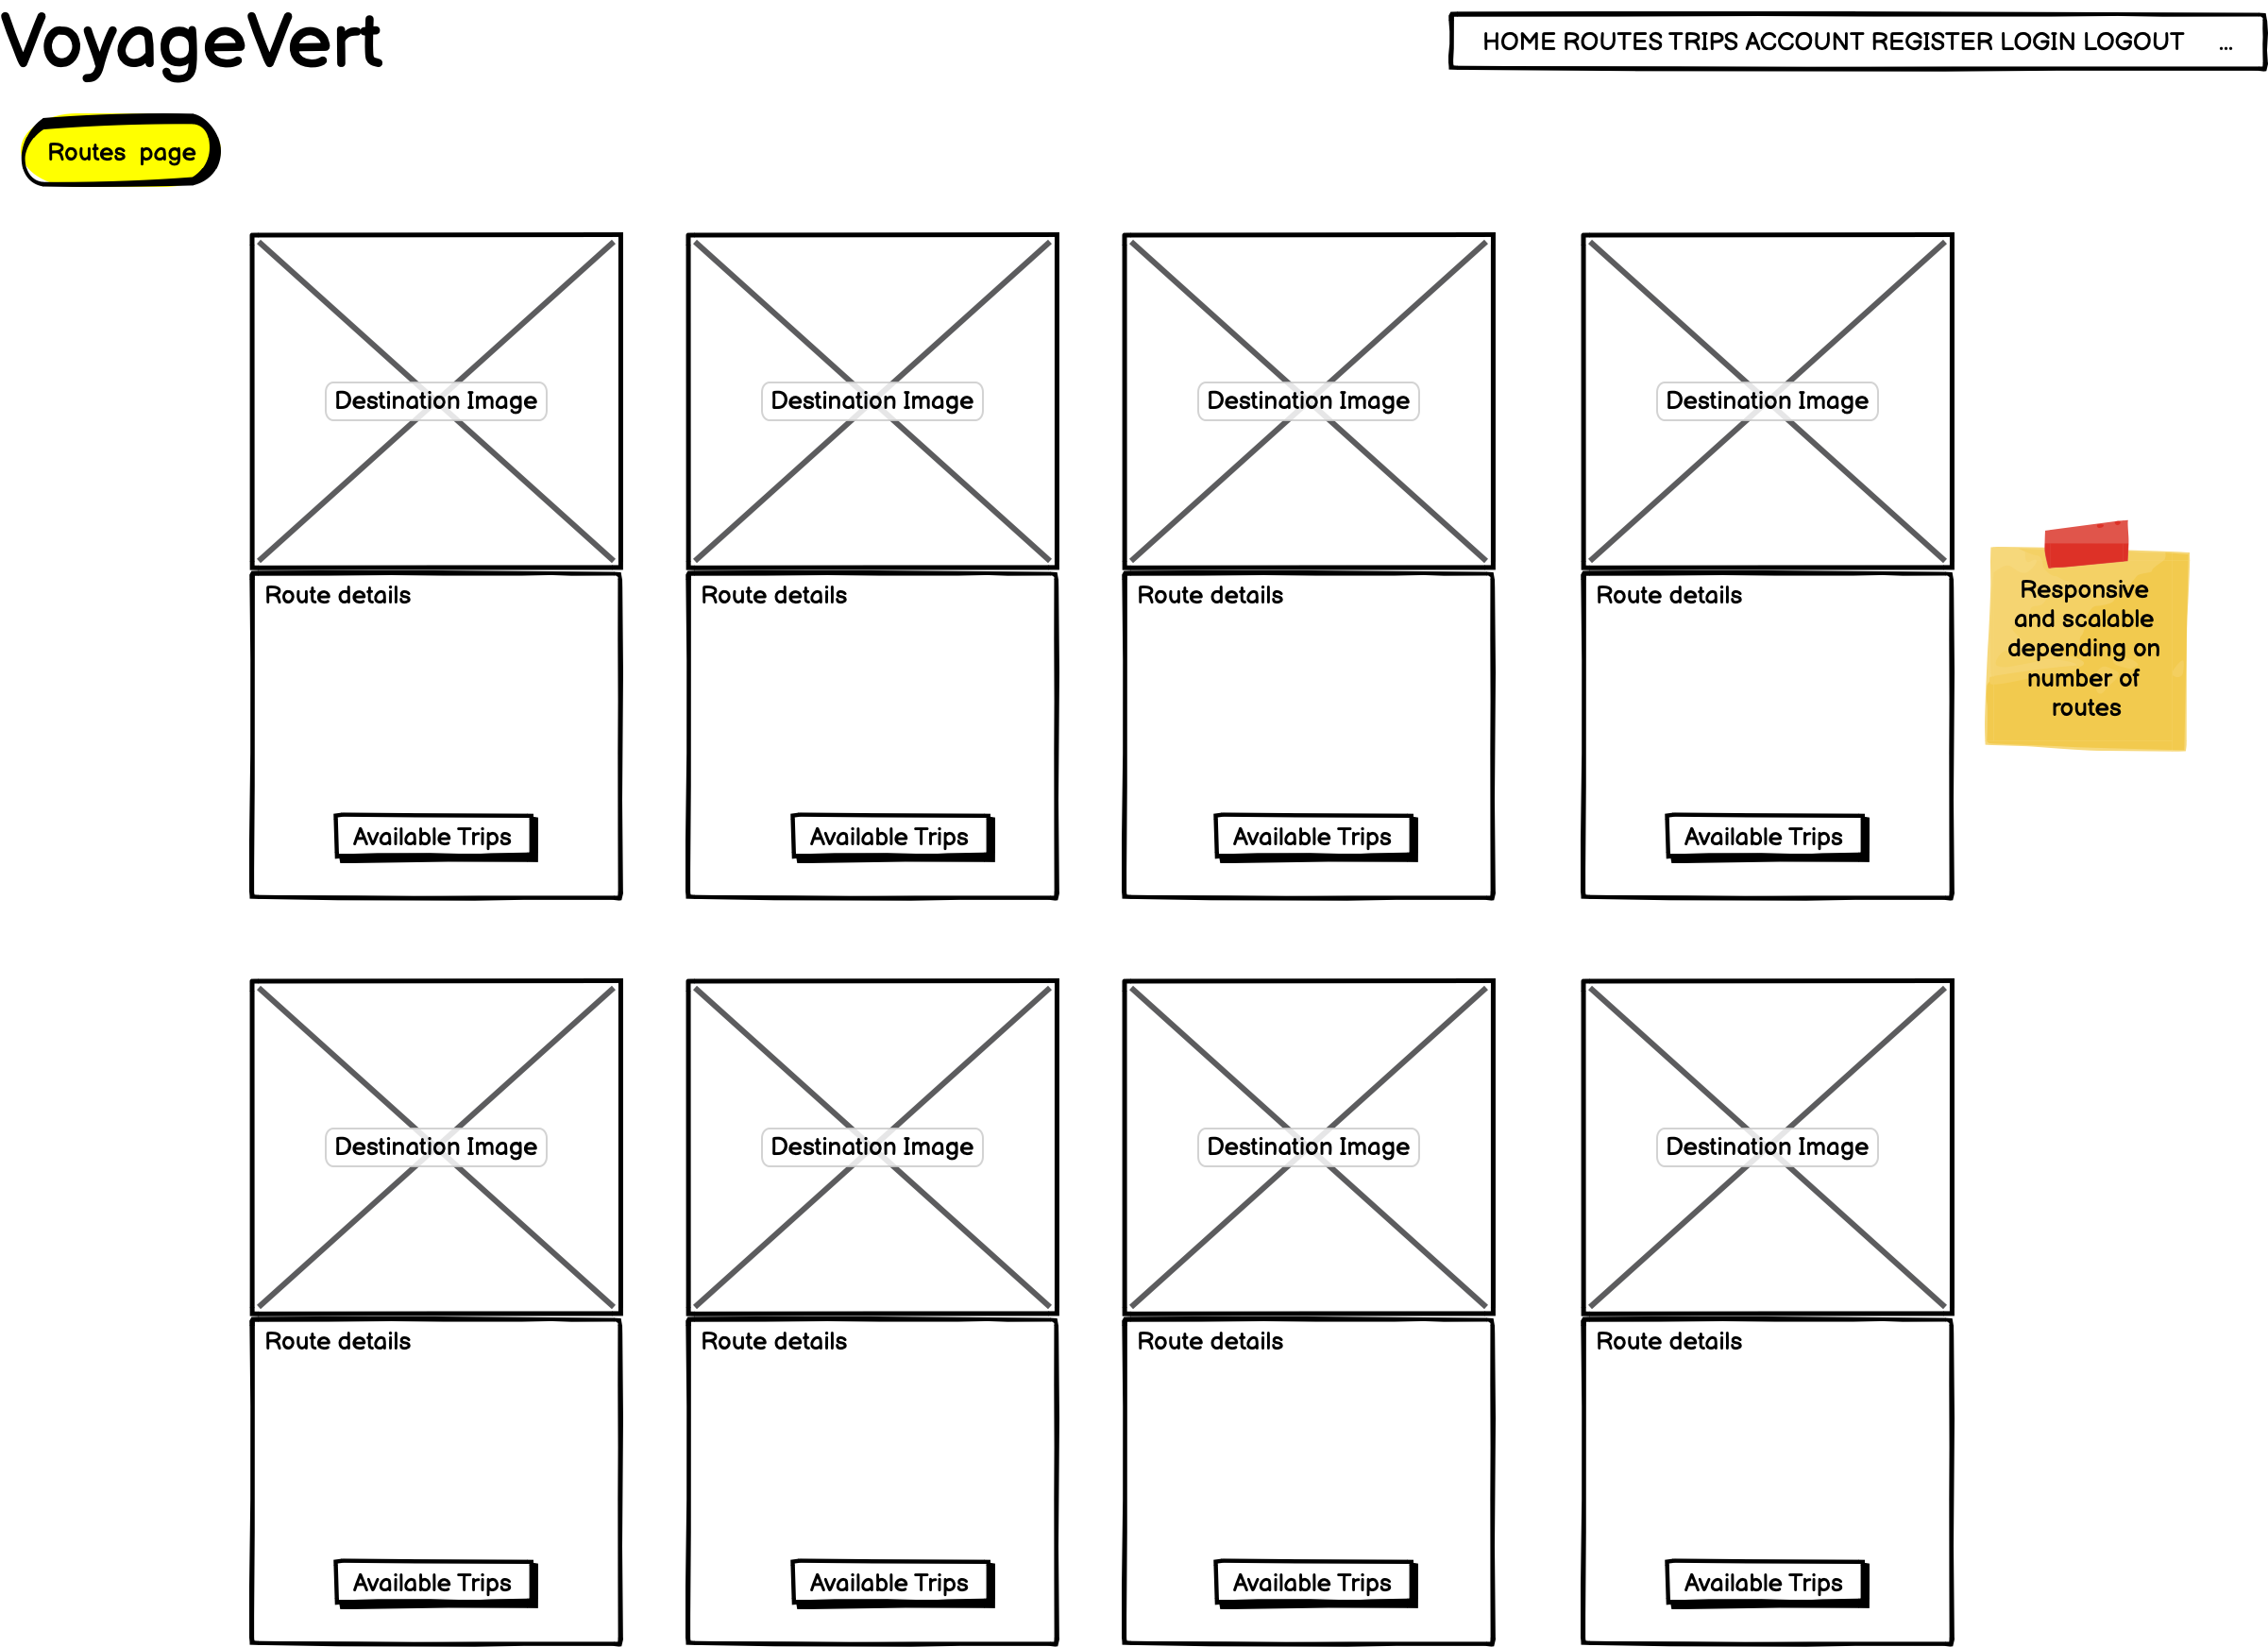 VoyageVert
HOME ROUTES TRIPS ACCOUNT REGISTER LOGIN LOGOUT ...
Routes page
Destination Image
Destination Image
Destination Image
Destination Image
Route details
Route details
Route details
Route details
Responsive
and scalable
depending on
number of
routes
Available Trips
Available Trips
Available Trips
Available Trips
Destination Image
Destination Image
Destination Image
Destination Image
Route details
Route details
Route details
Route details
Available Trips
Available Trips
Available Trips
Available Trips